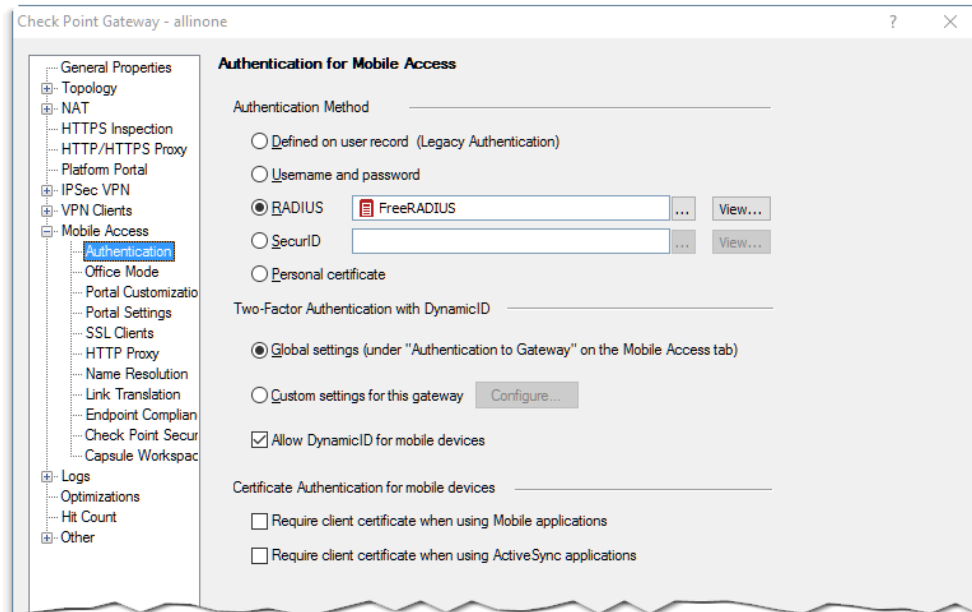 Check Point Gateway - allinone
General Properties
Topology
NAT
HTTPS Inspection
HTTP/HTTPS Proxy
Platform Portal
IPSec VPN
VPN Clients
Mobile Access
Authentication
Office Mode
Portal Customizatio
Portal Settings
SSL Clients
HTTP Proxy
Name Resolution
Link Translation
Endpoint Complian
Check Point Secur
Capsule Workspac
Logs
Optimizations
Hit Count
Other
Authentication for Mobile Access
Authentication Method
Defined on user record (Legacy Authentication)
Username and password
RADIUS FreeRADIUS ... View...
SecurID ... View...
Personal certificate
Two-Factor Authentication with DynamicID
Global settings (under "Authentication to Gateway" on the Mobile Access tab)
Custom settings for this gateway Configure...
Allow DynamicID for mobile devices
Certificate Authentication for mobile devices
Require client certificate when using Mobile applications
Require client certificate when using ActiveSync applications